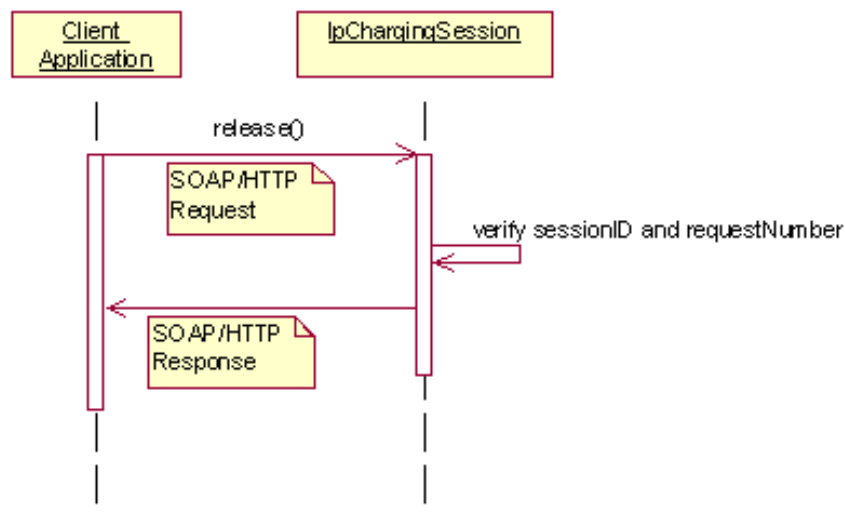 Client
Application
IpChargingSession
release()
SOAP/HTTP
Request
verify sessionID and requestNumber
SOAP/HTTP
Response